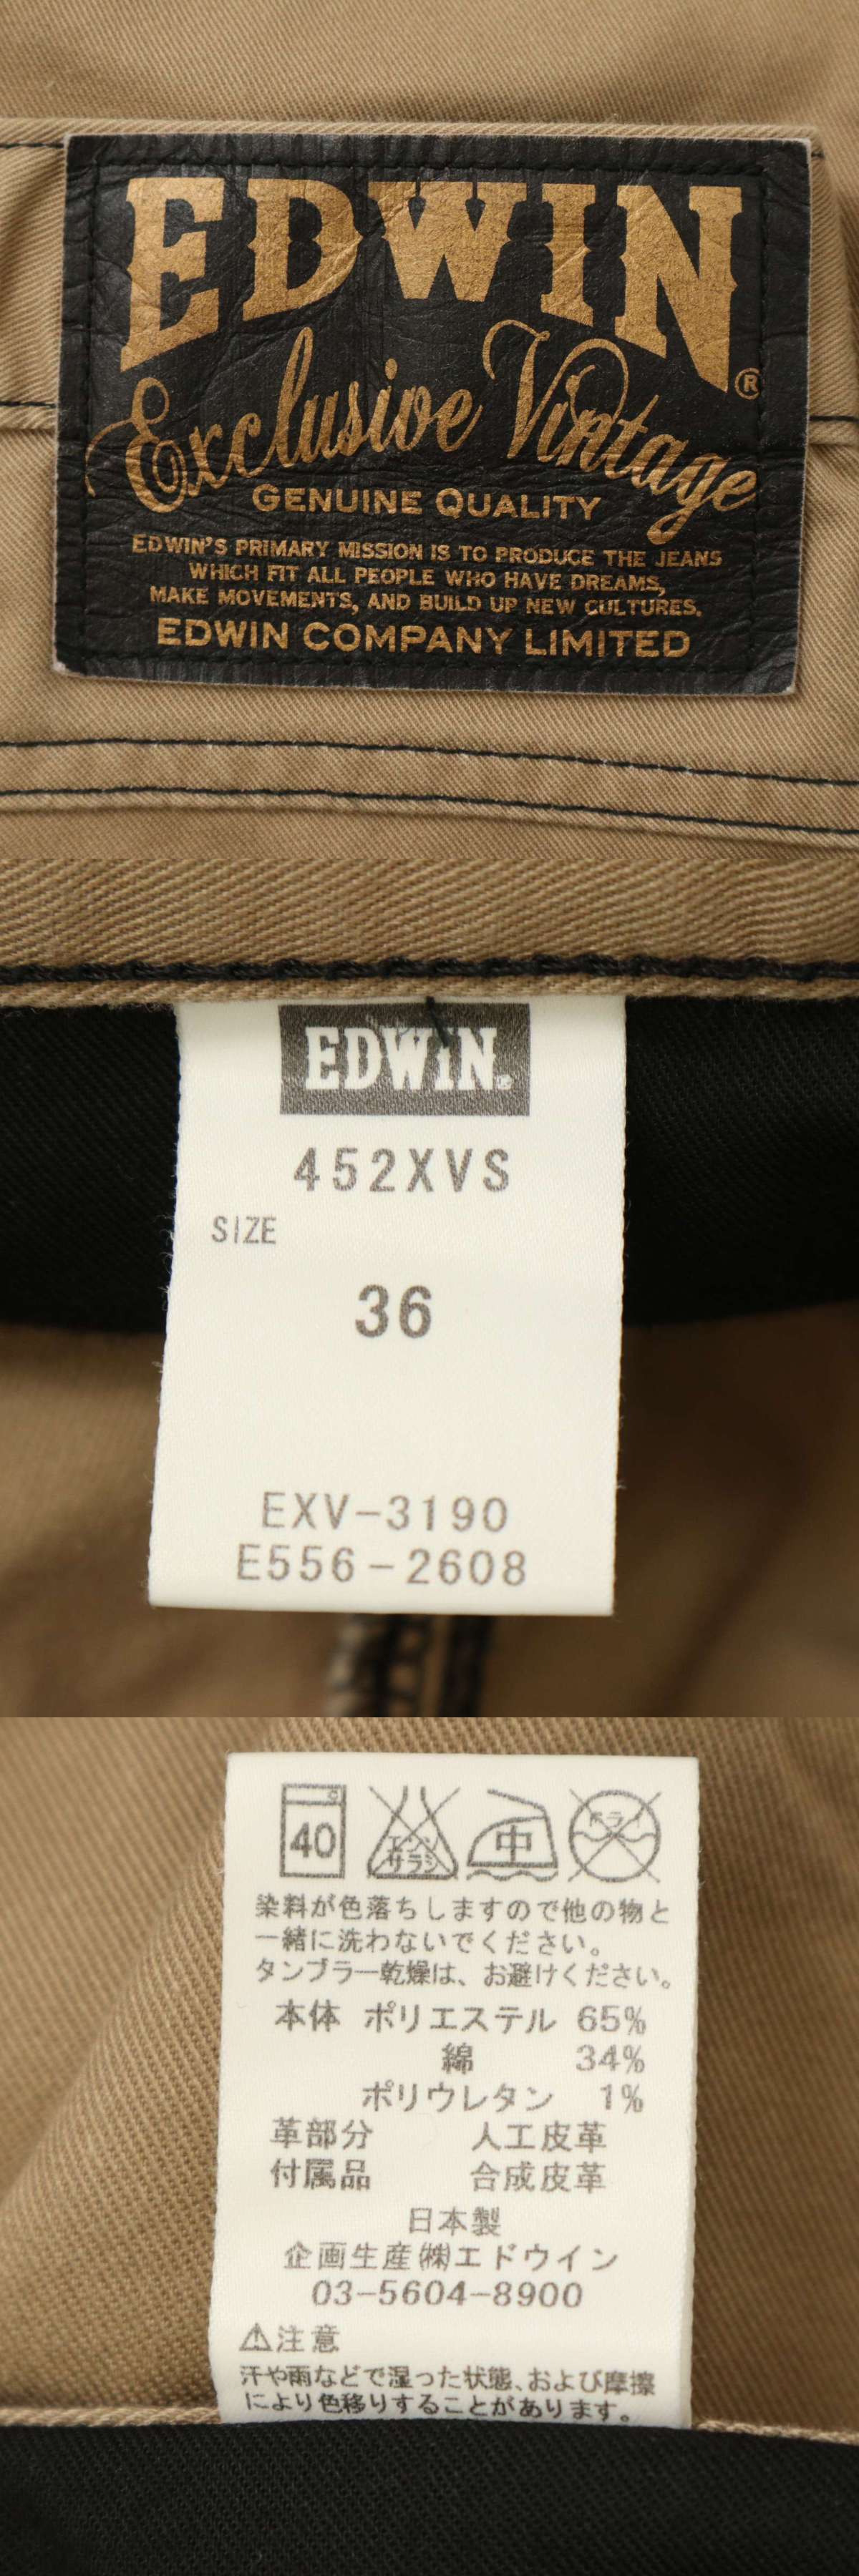 EDWIN®
Exclusive Vintage
GENUINE QUALITY
EDWIN'S PRIMARY MISSION IS TO PRODUCE THE JEANS
WHICH FIT ALL PEOPLE WHO HAVE DREAMS,
MAKE MOVEMENTS, AND BUILD UP NEW CULTURES.
EDWIN COMPANY LIMITED
EDWiN®
452XVS
SIZE
36
EXV-3190
E556-2608
40 エンソサラシ 中 ドライ
染料が色落ちしますので他の物と
一緒に洗わないでください。
タンブラー乾燥は、お避けください。
本体 ポリエステル 65%
綿 34%
ポリウレタン 1%
革部分 人工皮革
付属品 合成皮革
日本製
企画生産㈱エドウイン
03-5604-8900
⚠注意
汗や雨などで湿った状態、および摩擦
により色移りすることがあります。